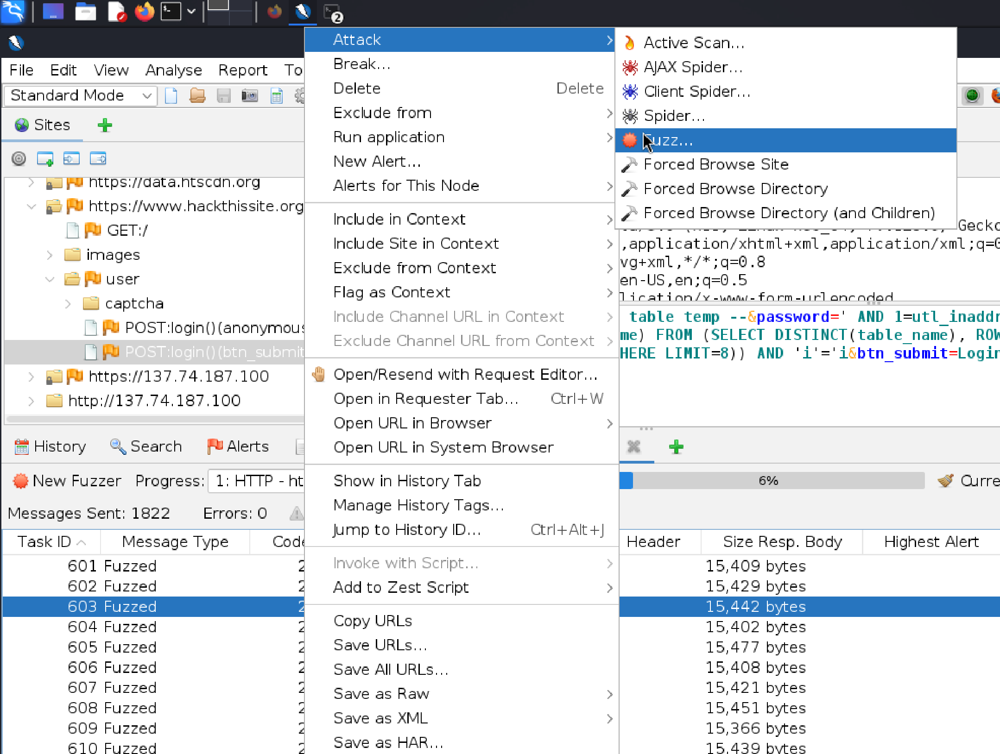 2
Attack
Active Scan...
AJAX Spider...
Client Spider...
Spider...
Fuzz...
Forced Browse Site
Forced Browse Directory
Forced Browse Directory (and Children)
File Edit View Analyse Report To
Standard Mode
Sites
https://data.htscdn.org
https://www.hackthissite.org
GET:/
images
user
captcha
POST:login()(anonymous
POST:login()(btn_submit
https://137.74.187.100
http://137.74.187.100
Break...
Delete Delete
Exclude from
Run application
New Alert...
Alerts for This Node
Include in Context
Include Site in Context
Exclude from Context
Flag as Context
Include Channel URL in Context
Exclude Channel URL from Context
Open/Resend with Request Editor...
Open in Requester Tab... Ctrl+W
Open URL in Browser
Open URL in System Browser
Show in History Tab
Manage History Tags...
Jump to History ID... Ctrl+Alt+J
Invoke with Script...
Add to Zest Script
Copy URLs
Save URLs...
Save All URLs...
Save as Raw
Save as XML
Save as HAR...
Gecko
,application/xhtml+xml,application/xml;q=0
vg+xml,*/*;q=0.8
en-US,en;q=0.5
lication/x-www-form-urlencoded
table temp --&password=' AND 1=utl_inaddr
me) FROM (SELECT DISTINCT(table_name), ROW
HERE LIMIT=8)) AND 'i'='i&btn_submit=Login
History Search Alerts
New Fuzzer Progress: 1: HTTP - ht 6% Curre
Messages Sent: 1822 Errors: 0
Task ID Message Type Code Header Size Resp. Body Highest Alert
601 Fuzzed 2 15,409 bytes
602 Fuzzed 2 15,429 bytes
603 Fuzzed 2 15,442 bytes
604 Fuzzed 2 15,402 bytes
605 Fuzzed 2 15,477 bytes
606 Fuzzed 2 15,408 bytes
607 Fuzzed 2 15,421 bytes
608 Fuzzed 2 15,451 bytes
609 Fuzzed 2 15,366 bytes
610 Fuzzed 2 15,439 bytes